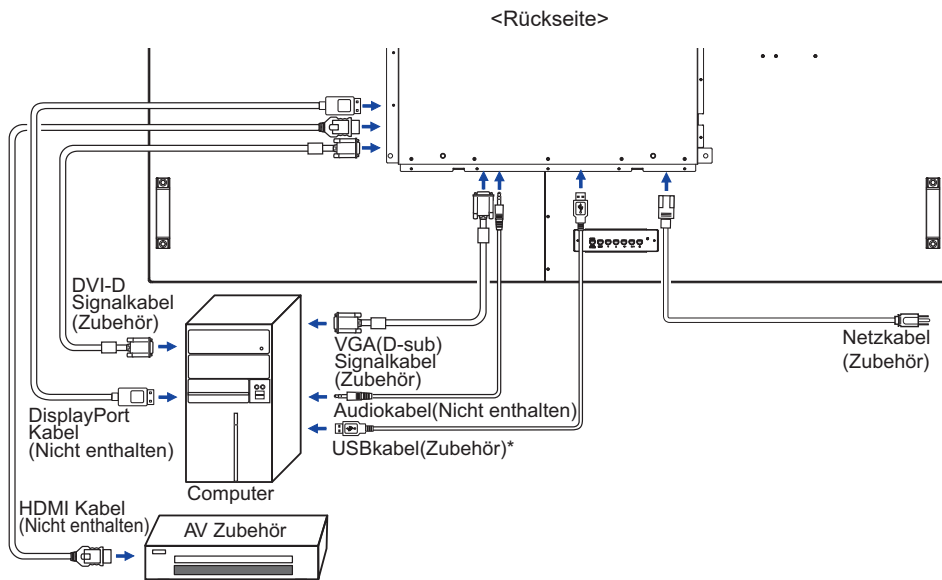 <Rückseite>
DVI-D
Signalkabel
(Zubehör)
VGA(D-sub)
Signalkabel
(Zubehör)
Netzkabel
(Zubehör)
DisplayPort
Kabel
(Nicht enthalten)
Audiokabel(Nicht enthalten)
USBkabel(Zubehör)*
Computer
HDMI Kabel
(Nicht enthalten)
AV Zubehör